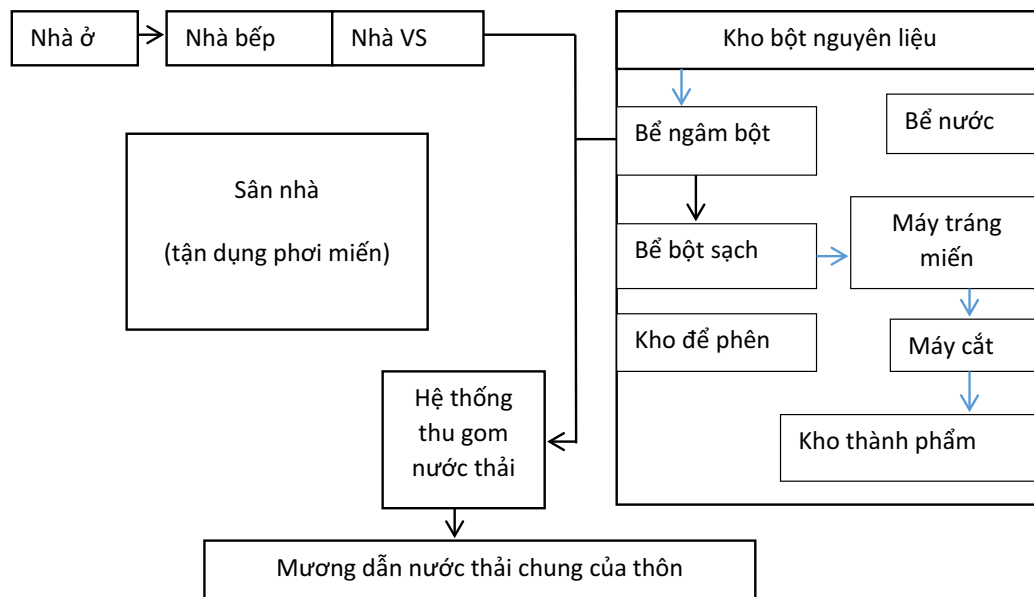 Nhà ở
Nhà bếp
Nhà VS
Kho bột nguyên liệu
Bể ngâm bột
Bể nước
Sân nhà
(tận dụng phơi miến)
Bể bột sạch
Máy tráng
miến
Kho để phên
Máy cắt
Hệ thống
thu gom
nước thải
Kho thành phẩm
Mương dẫn nước thải chung của thôn